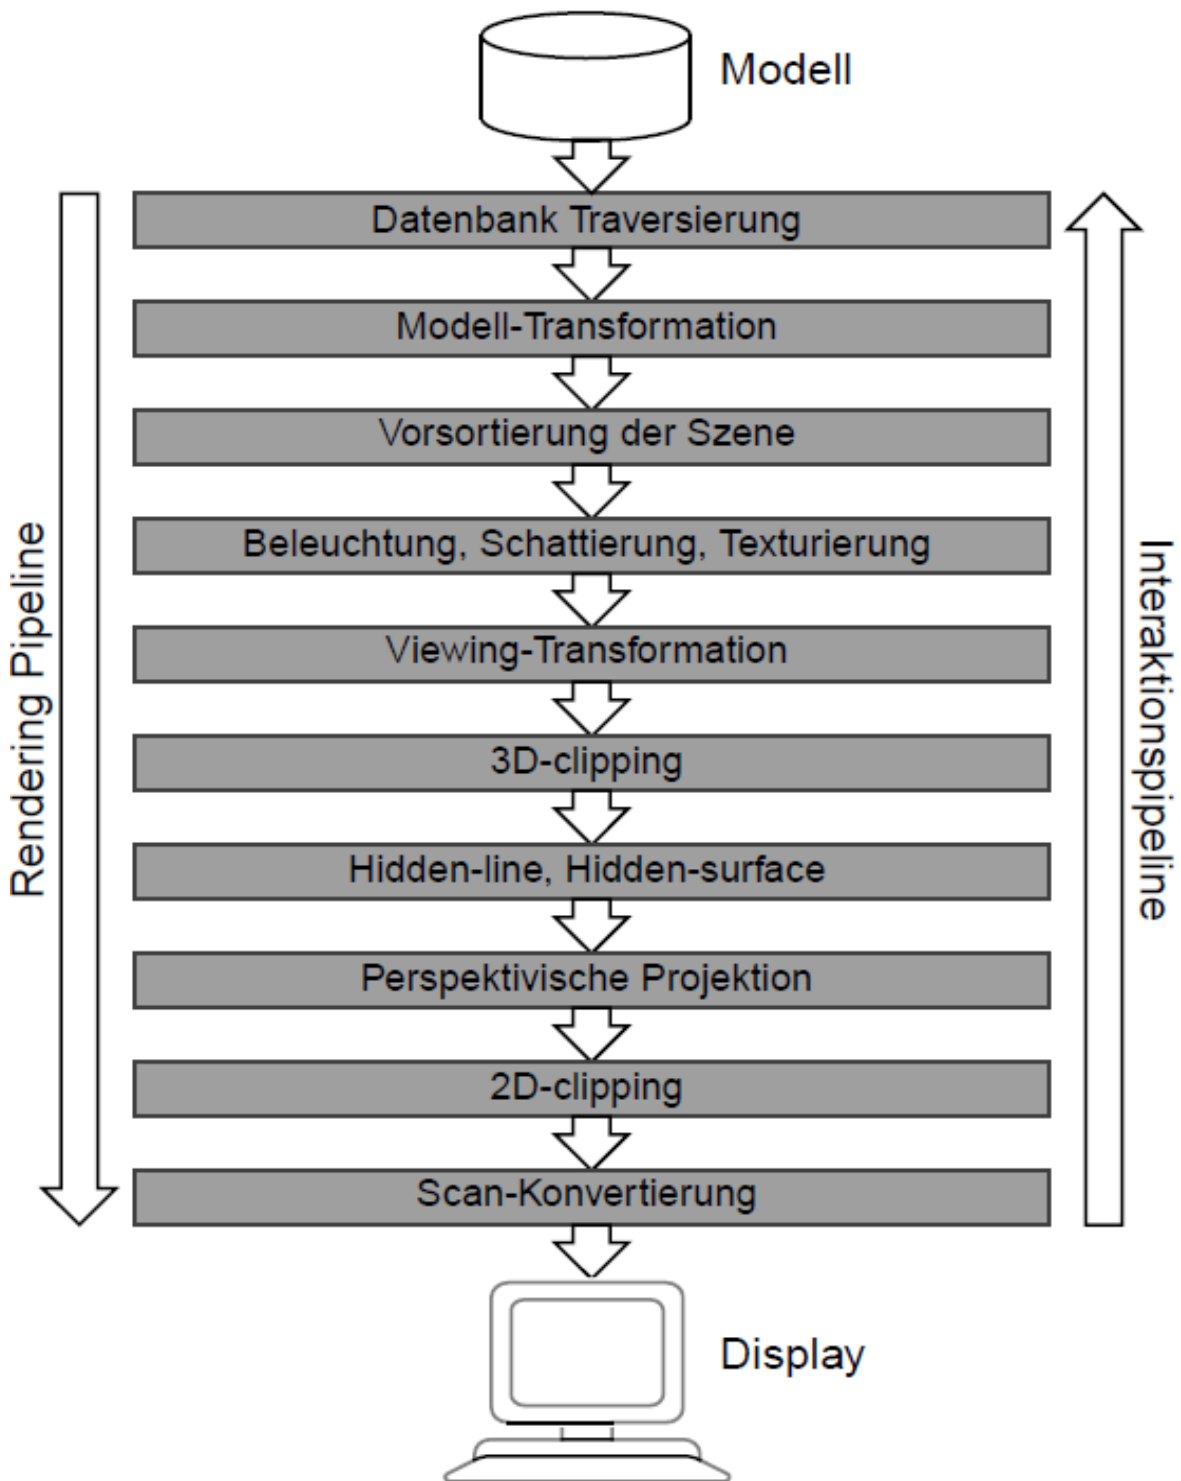 Modell
Datenbank Traversierung
Modell-Transformation
Vorsortierung der Szene
Beleuchtung, Schattierung, Texturierung
Viewing-Transformation
3D-clipping
Hidden-line, Hidden-surface
Perspektivische Projektion
2D-clipping
Scan-Konvertierung
Display
Rendering Pipeline
Interaktionspipeline